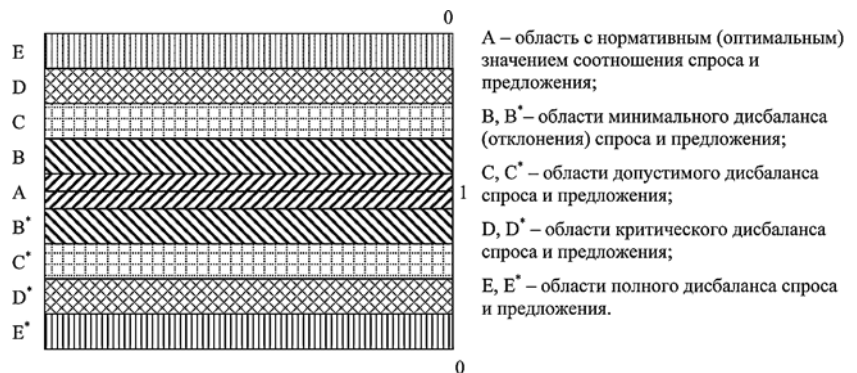 0
E
D
C
B
A
1
B*
C*
D*
E*
0
A – область с нормативным (оптимальным)
значением соотношения спроса и
предложения;
B, B*– области минимального дисбаланса
(отклонения) спроса и предложения;
C, C* – области допустимого дисбаланса
спроса и предложения;
D, D* – области критического дисбаланса
спроса и предложения;
E, E* – области полного дисбаланса спроса
и предложения.